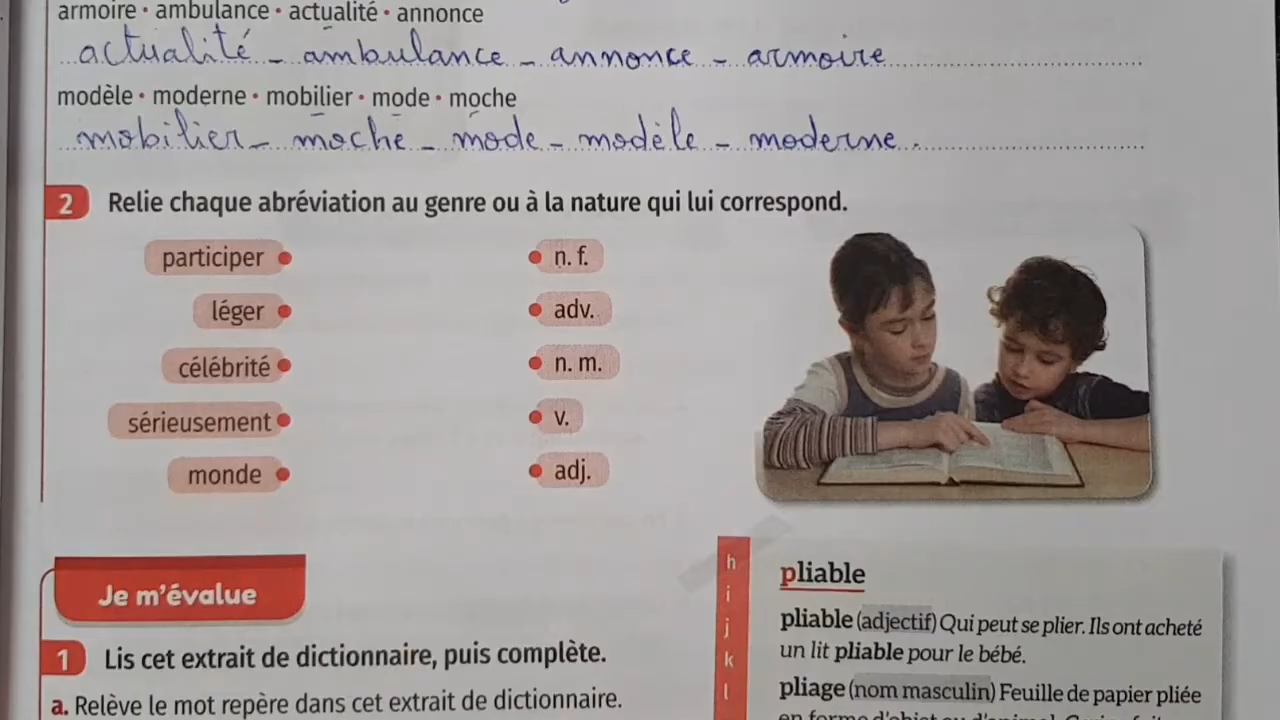 armoire • ambulance • actualité • annonce
actualité - ambulance - annonce - armoire
modèle • moderne • mobilier • mode • moche
mobilier - moche - mode - modèle - moderne.
2 Relie chaque abréviation au genre ou à la nature qui lui correspond.
participer • • n. f.
léger • • adv.
célébrité • • n. m.
sérieusement • • v.
monde • • adj.
Je m'évalue
1 Lis cet extrait de dictionnaire, puis complète.
a. Relève le mot repère dans cet extrait de dictionnaire.
h
i
j
k
l
pliable
pliable (adjectif) Qui peut se plier. Ils ont acheté
un lit pliable pour le bébé.
pliage (nom masculin) Feuille de papier pliée